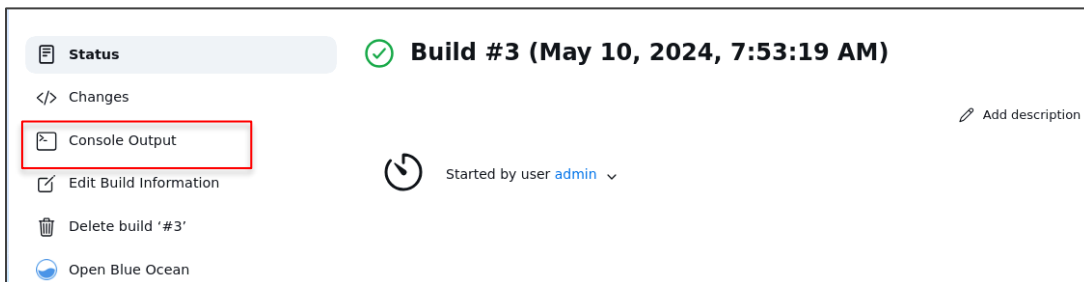 Status
Build #3 (May 10, 2024, 7:53:19 AM)
Changes
Add description
Console Output
Started by user admin
Edit Build Information
Delete build ‘#3’
Open Blue Ocean